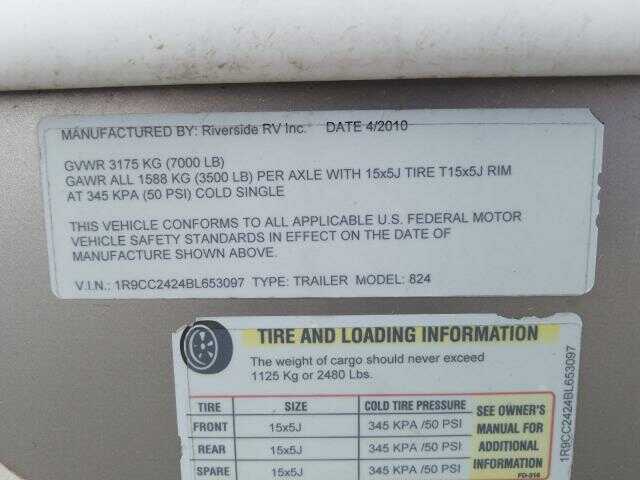 MANUFACTURED BY: Riverside RV Inc. DATE 4/2010
GVWR 3175 KG (7000 LB)
GAWR ALL 1588 KG (3500 LB) PER AXLE WITH 15x5J TIRE T15x5J RIM
AT 345 KPA (50 PSI) COLD SINGLE
THIS VEHICLE CONFORMS TO ALL APPLICABLE U.S. FEDERAL MOTOR
VEHICLE SAFETY STANDARDS IN EFFECT ON THE DATE OF
MANUFACTURE SHOWN ABOVE.
V.I.N.: 1R9CC2424BL653097 TYPE: TRAILER MODEL: 824
TIRE AND LOADING INFORMATION
The weight of cargo should never exceed
1125 Kg or 2480 Lbs.
TIRE SIZE COLD TIRE PRESSURE
FRONT 15x5J 345 KPA /50 PSI
REAR 15x5J 345 KPA /50 PSI
SPARE 15x5J 345 KPA /50 PSI
SEE OWNER'S
MANUAL FOR
ADDITIONAL
INFORMATION
FD-316
1R9CC2424BL653097